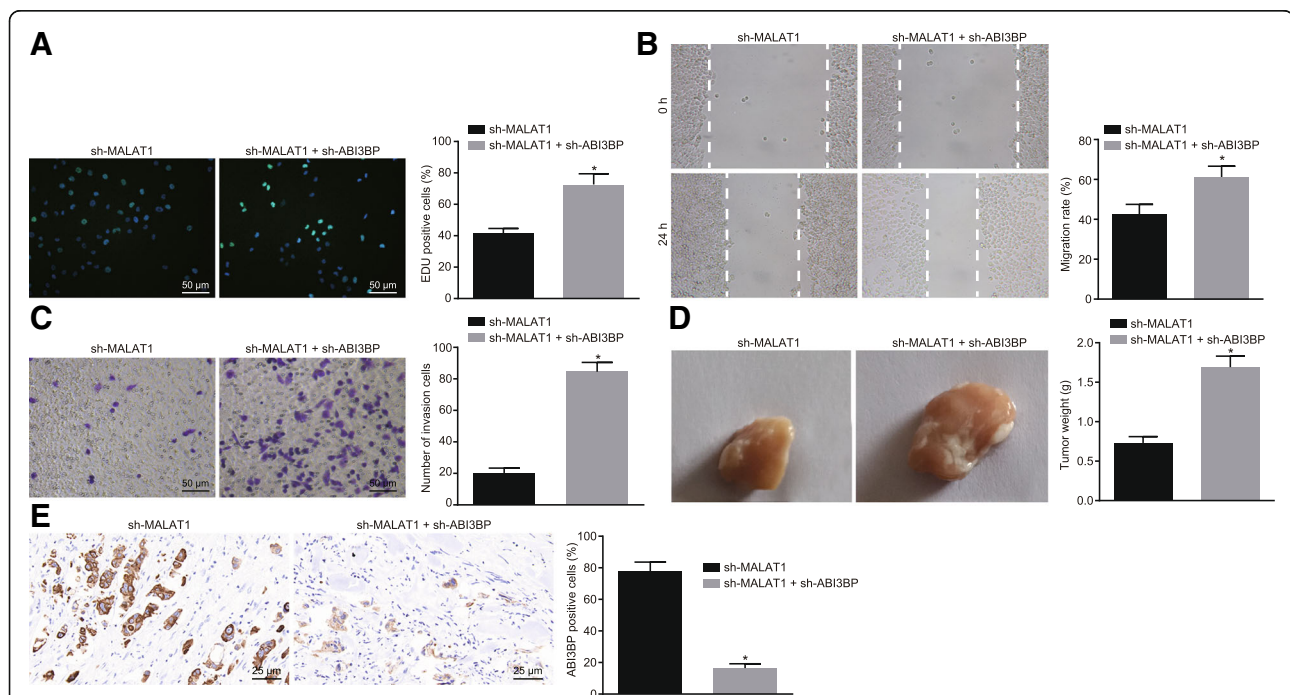 A
sh-MALAT1
sh-MALAT1 + sh-ABI3BP
50 µm
50 µm
sh-MALAT1
sh-MALAT1 + sh-ABI3BP
EDU positive cells (%)
100
80
60
40
20
0
*
B
sh-MALAT1
sh-MALAT1 + sh-ABI3BP
0 h
24 h
sh-MALAT1
sh-MALAT1 + sh-ABI3BP
Migration rate (%)
80
60
40
20
0
*
C
sh-MALAT1
sh-MALAT1 + sh-ABI3BP
50 µm
50 µm
sh-MALAT1
sh-MALAT1 + sh-ABI3BP
Number of invasion cells
100
80
60
40
20
0
*
D
sh-MALAT1
sh-MALAT1 + sh-ABI3BP
sh-MALAT1
sh-MALAT1 + sh-ABI3BP
Tumor weight (g)
2.0
1.5
1.0
0.5
0.0
*
E
sh-MALAT1
sh-MALAT1 + sh-ABI3BP
25 µm
25 µm
ABI3BP positive cells (%)
100
80
60
40
20
0
*
sh-MALAT1
sh-MALAT1 + sh-ABI3BP